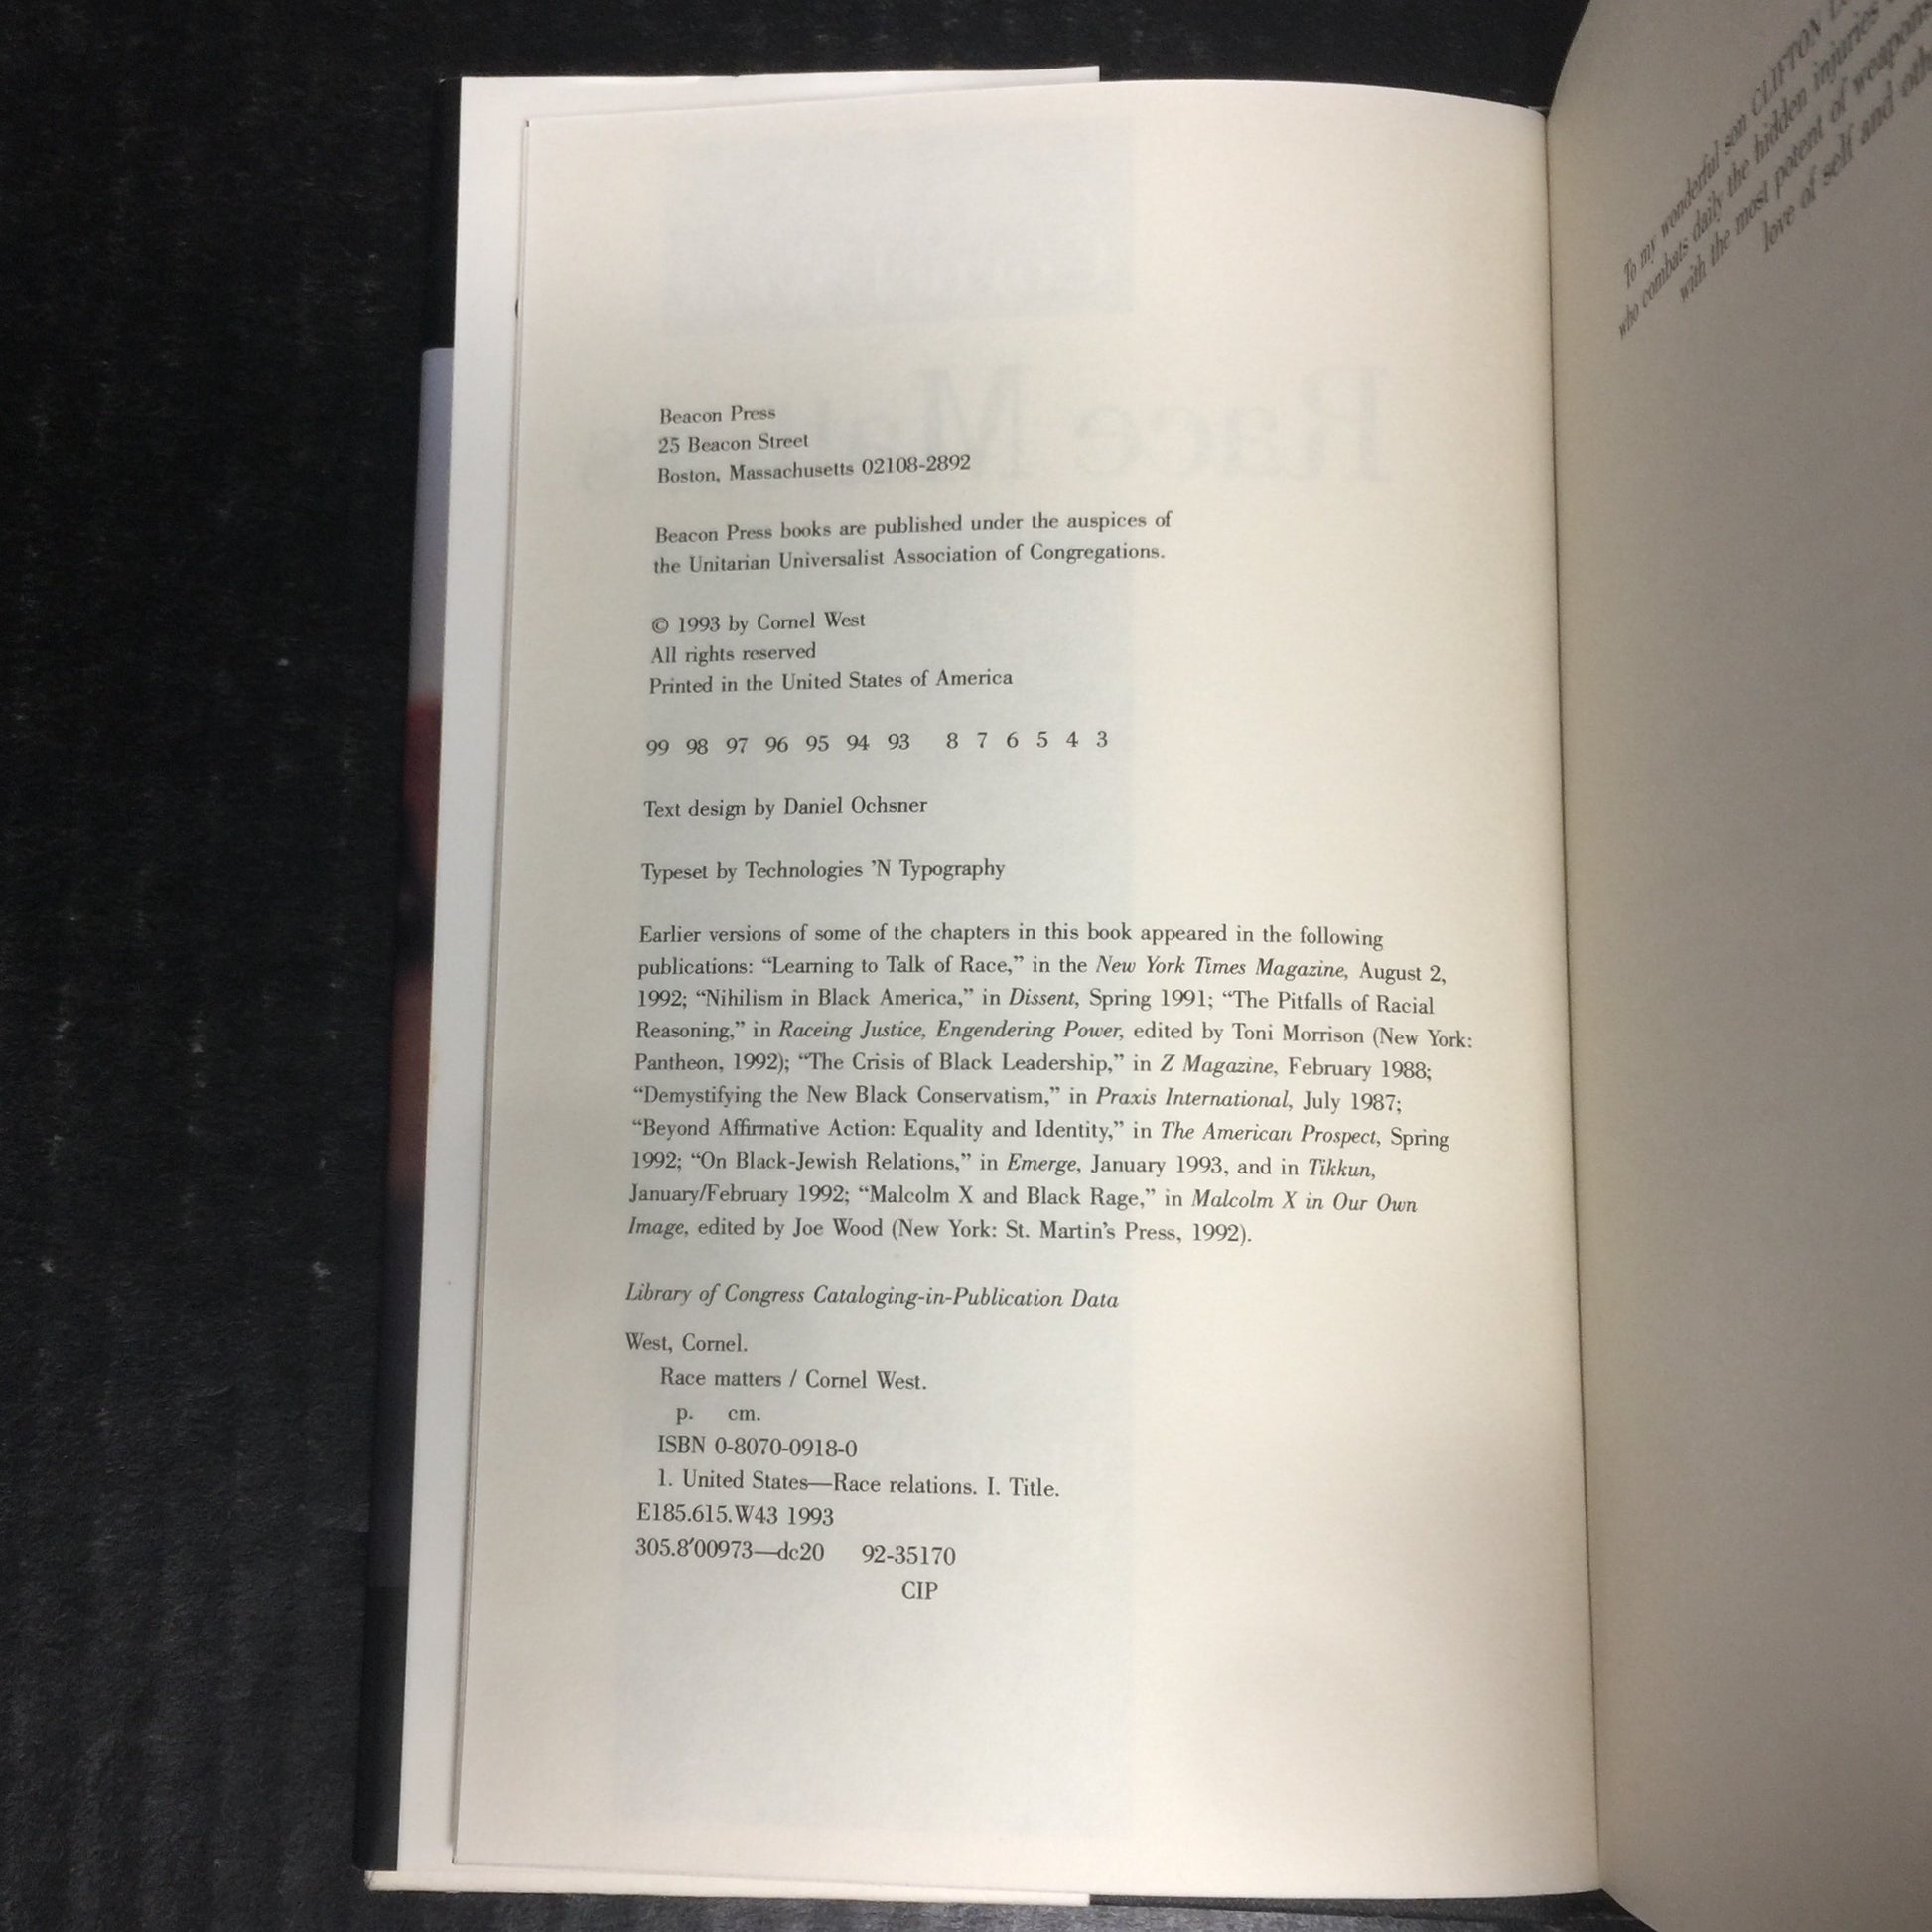 Beacon Press
25 Beacon Street
Boston, Massachusetts 02108-2892
Beacon Press books are published under the auspices of
the Unitarian Universalist Association of Congregations.
© 1993 by Cornel West
All rights reserved
Printed in the United States of America
99 98 97 96 95 94 93 8 7 6 5 4 3
Text design by Daniel Ochsner
Typeset by Technologies ’N Typography
Earlier versions of some of the chapters in this book appeared in the following
publications: “Learning to Talk of Race,” in the New York Times Magazine, August 2,
1992; “Nihilism in Black America,” in Dissent, Spring 1991; “The Pitfalls of Racial
Reasoning,” in Raceing Justice, Engendering Power, edited by Toni Morrison (New York:
Pantheon, 1992); “The Crisis of Black Leadership,” in Z Magazine, February 1988;
“Demystifying the New Black Conservatism,” in Praxis International, July 1987;
“Beyond Affirmative Action: Equality and Identity,” in The American Prospect, Spring
1992; “On Black-Jewish Relations,” in Emerge, January 1993, and in Tikkun,
January/February 1992; “Malcolm X and Black Rage,” in Malcolm X in Our Own
Image, edited by Joe Wood (New York: St. Martin’s Press, 1992).
Library of Congress Cataloging-in-Publication Data
West, Cornel.
Race matters / Cornel West.
p. cm.
ISBN 0-8070-0918-0
1. United States—Race relations. I. Title.
E185.615.W43 1993
305.8′00973—dc20 92-35170
CIP
To my wonderful son CLIFTON
who combats daily the hidden injuries
with the most potent of weapons
love of self and